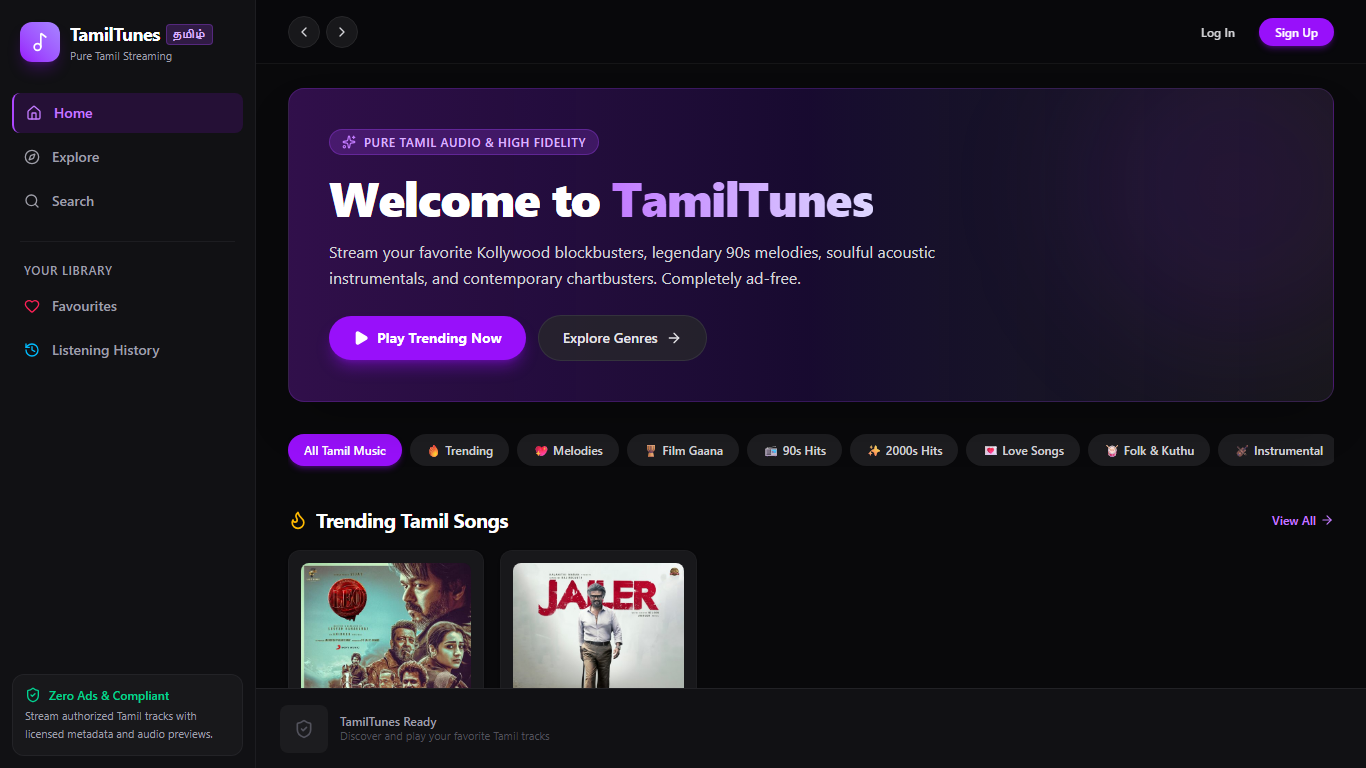 TamilTunes தமிழ்
Pure Tamil Streaming
Home
Explore
Search
YOUR LIBRARY
Favourites
Listening History
Zero Ads & Compliant
Stream authorized Tamil tracks with
licensed metadata and audio previews.
Log In
Sign Up
PURE TAMIL AUDIO & HIGH FIDELITY
Welcome to TamilTunes
Stream your favorite Kollywood blockbusters, legendary 90s melodies, soulful acoustic
instrumentals, and contemporary chartbusters. Completely ad-free.
Play Trending Now
Explore Genres
All Tamil Music
Trending
Melodies
Film Gaana
90s Hits
2000s Hits
Love Songs
Folk & Kuthu
Instrumental
Trending Tamil Songs
View All
LEO
JAILER
TamilTunes Ready
Discover and play your favorite Tamil tracks